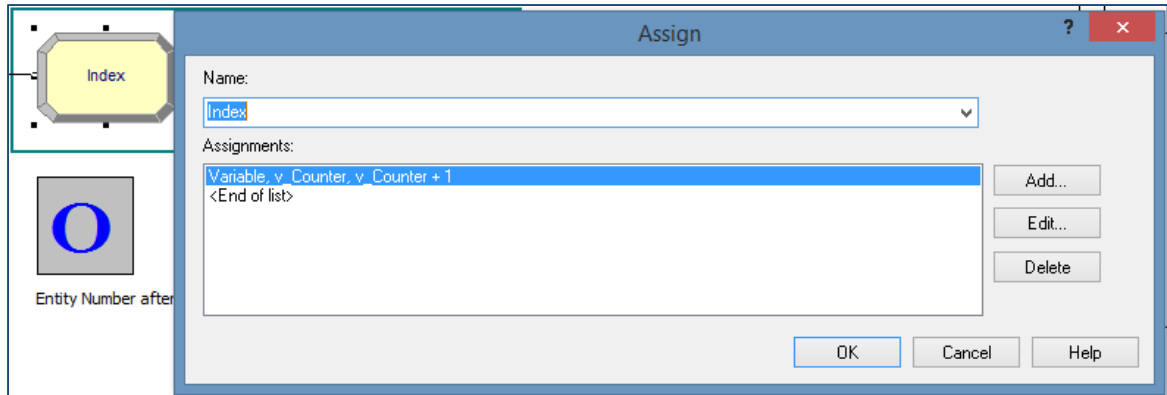 Assign
?
×
Index
Name:
Index
Assignments:
Variable, v_Counter, v_Counter + 1
<End of list>
Add...
Edit...
Delete
O
Entity Number after
OK
Cancel
Help